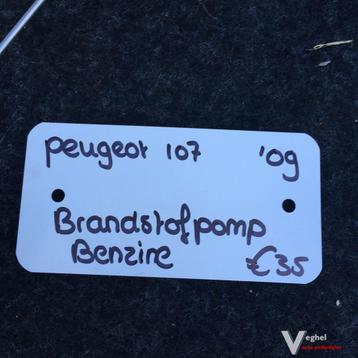 peugeot 107 '09
Brandstofpomp
Benzine €35
Veghel